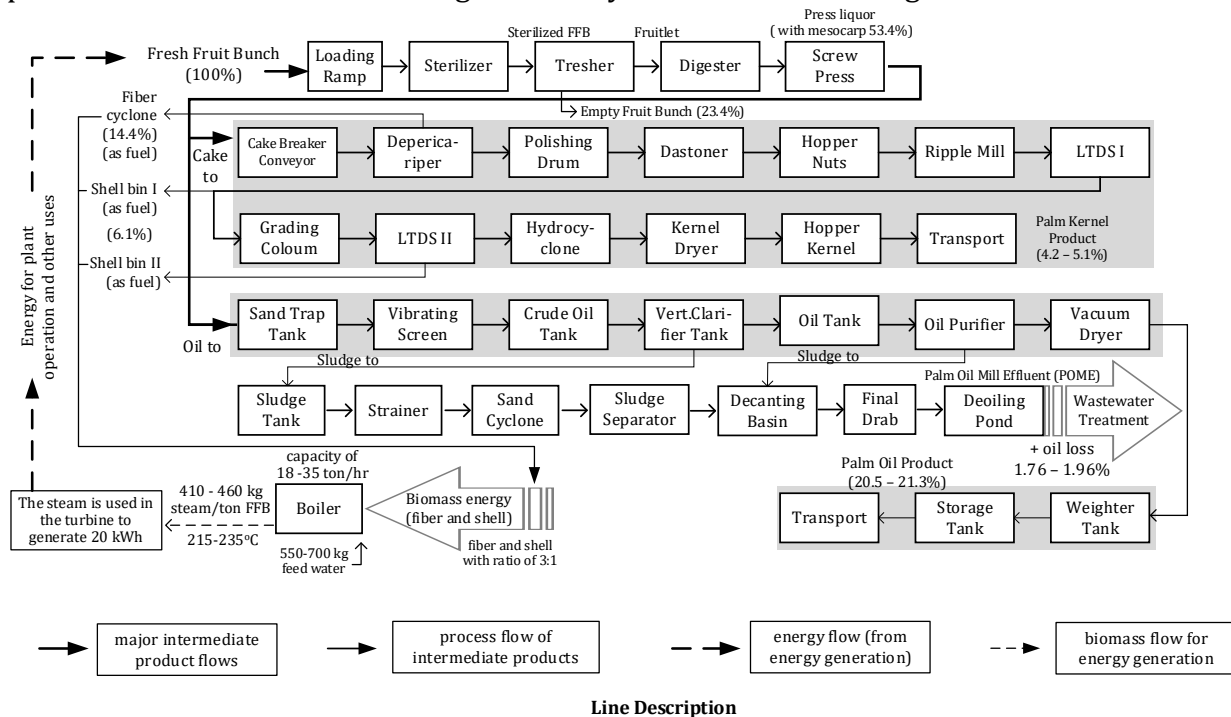 Press liquor
( with mesocarp 53.4%)
Sterilized FFB
Fruitlet
Fresh Fruit Bunch
(100%)
Loading
Ramp
Sterilizer
Tresher
Digester
Screw
Press
Empty Fruit Bunch (23.4%)
Fiber
cyclone
(14.4%)
(as fuel)
Cake
to
Cake Breaker
Conveyor
Deperica-
riper
Polishing
Drum
Dastoner
Hopper
Nuts
Ripple Mill
LTDS I
Shell bin I
(as fuel)
(6.1%)
Shell bin II
(as fuel)
Grading
Coloum
LTDS II
Hydrocy-
clone
Kernel
Dryer
Hopper
Kernel
Transport
Palm Kernel
Product
(4.2 – 5.1%)
Energy for plant
operation and other uses
Oil to
Sand Trap
Tank
Vibrating
Screen
Crude Oil
Tank
Vert.Clari-
fier Tank
Oil Tank
Oil Purifier
Vacuum
Dryer
Sludge to
Sludge to
Palm Oil Mill Effluent (POME)
Sludge
Tank
Strainer
Sand
Cyclone
Sludge
Separator
Decanting
Basin
Final
Drab
Deoiling
Pond
Wastewater
Treatment
+ oil loss
1.76 – 1.96%
Palm Oil Product
(20.5 – 21.3%)
Transport
Storage
Tank
Weighter
Tank
capacity of
18 -35 ton/hr
Boiler
Biomass energy
(fiber and shell)
fiber and shell
with ratio of 3:1
410 - 460 kg
steam/ton FFB
215-235°C
550-700 kg
feed water
The steam is used in
the turbine to
generate 20 kWh
major intermediate
product flows
process flow of
intermediate products
energy flow (from
energy generation)
biomass flow for
energy generation
Line Description